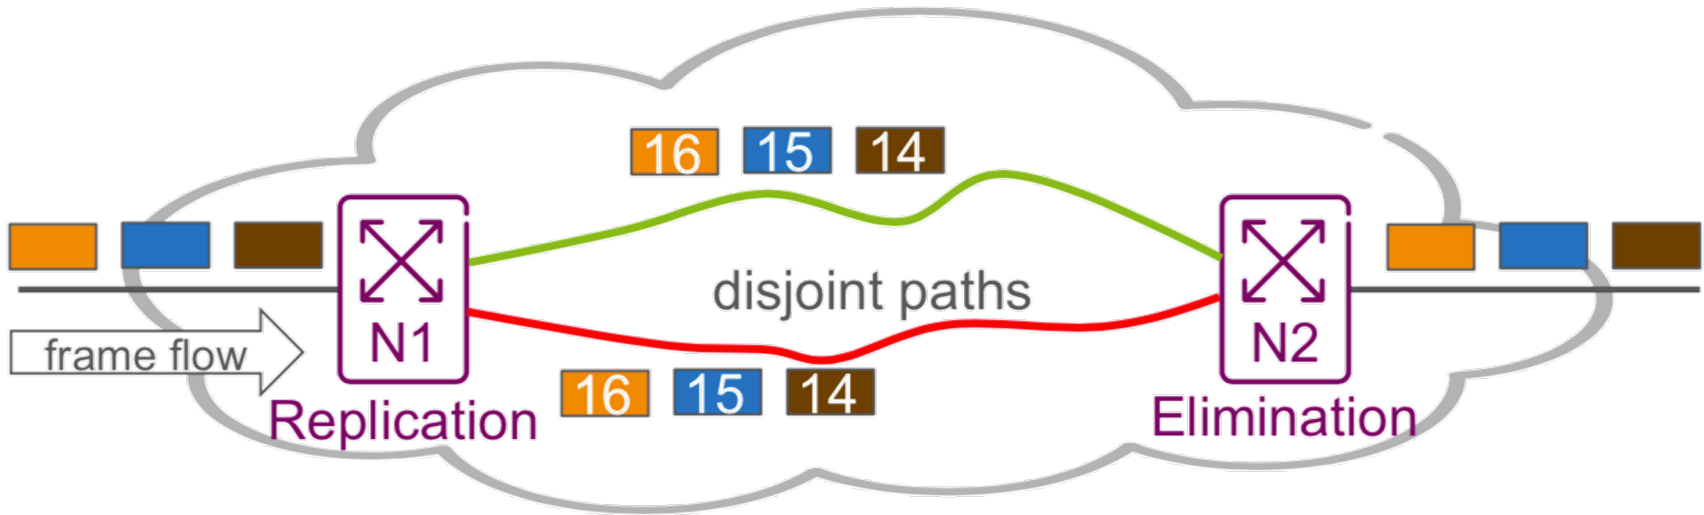 16 15 14
disjoint paths
N1
N2
frame flow
16 15 14
Replication
Elimination